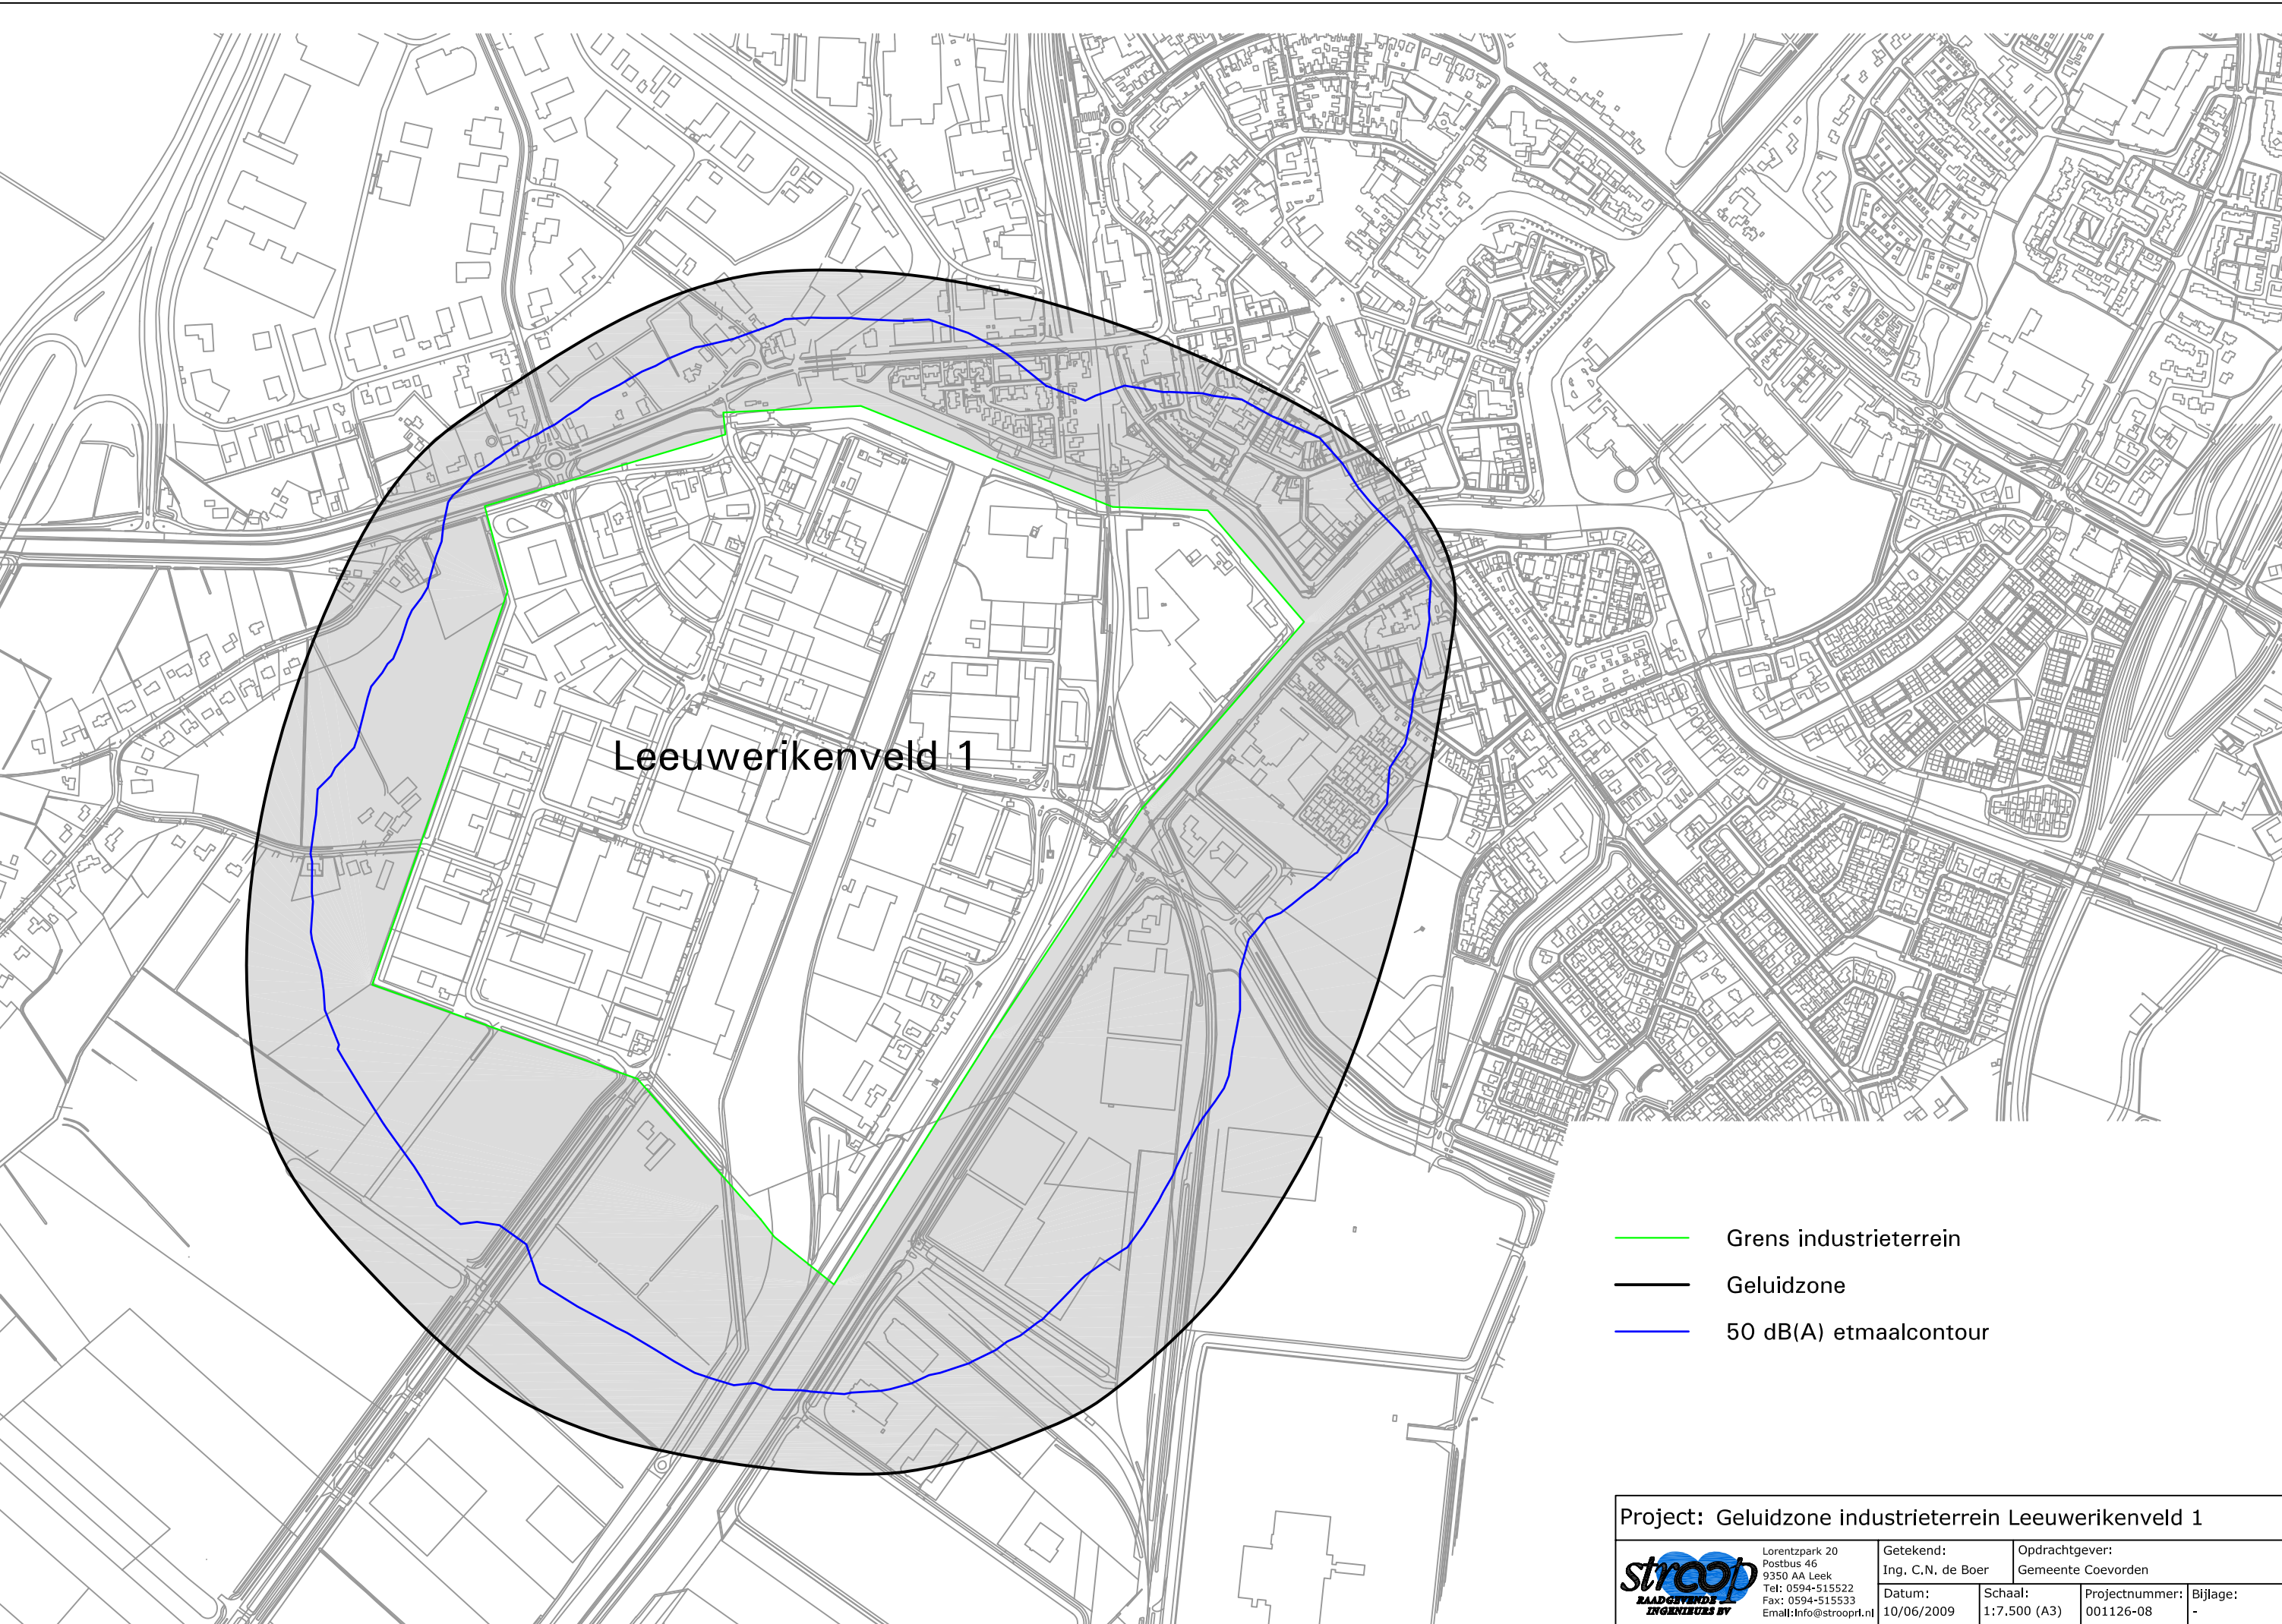 Leeuwerikenveld 1
Grens industrieterrein
Geluidzone
50 dB(A) etmaalcontour
Project: Geluidzone industrieterrein Leeuwerikenveld 1
stroop
RAADGEVENDE
INGENIEURS BV
Lorentzpark 20
Postbus 46
9350 AA Leek
Tel: 0594-515522
Fax: 0594-515533
Email:info@stroopri.nl
Getekend:
Ing. C.N. de Boer
Opdrachtgever:
Gemeente Coevorden
Datum:
10/06/2009
Schaal:
1:7.500 (A3)
Projectnummer:
001126-08
Bijlage:
-